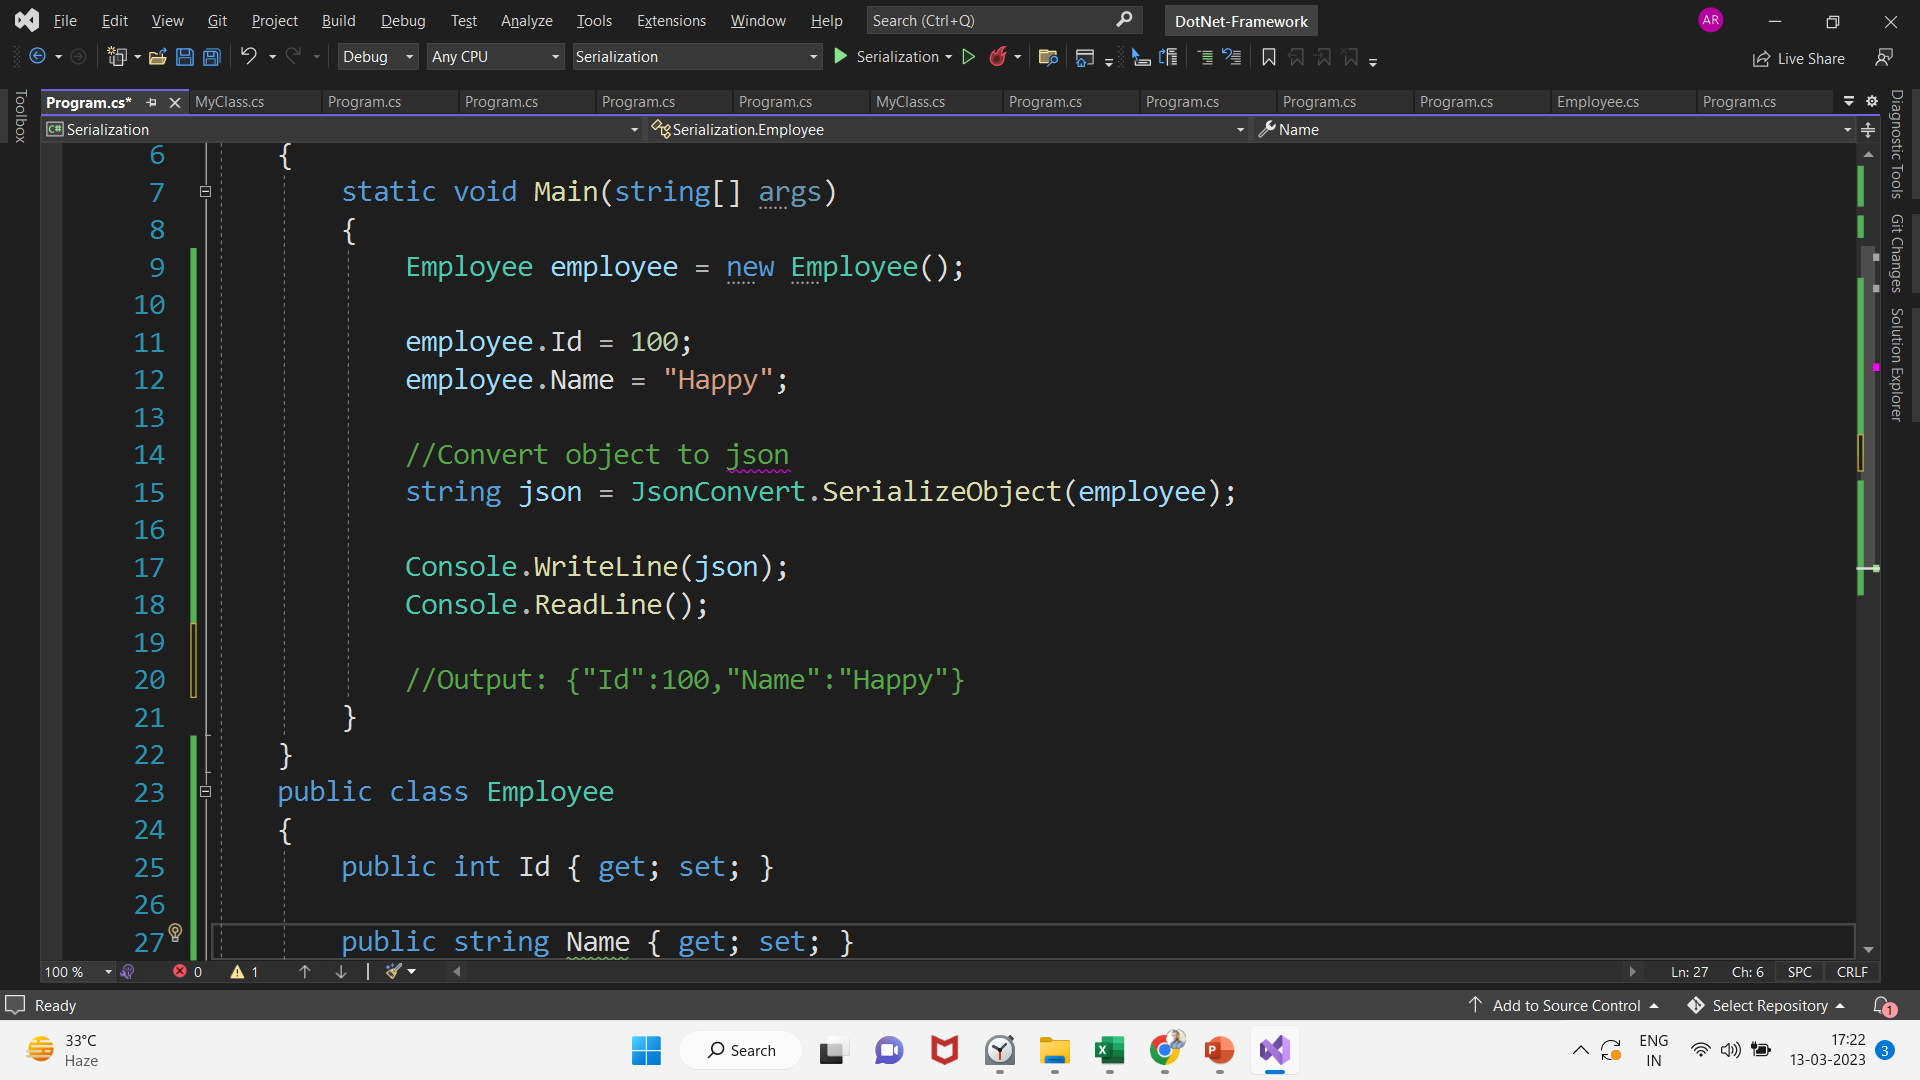 File Edit View Git Project Build Debug Test Analyze Tools Extensions Window Help Search (Ctrl+Q) DotNet-Framework AR
Debug Any CPU Serialization Serialization Live Share
Toolbox
Program.cs* MyClass.cs Program.cs Program.cs Program.cs Program.cs MyClass.cs Program.cs Program.cs Program.cs Program.cs Employee.cs Program.cs
C# Serialization Serialization.Employee Name
6 {
7 static void Main(string[] args)
8 {
9 Employee employee = new Employee();
10
11 employee.Id = 100;
12 employee.Name = "Happy";
13
14 //Convert object to json
15 string json = JsonConvert.SerializeObject(employee);
16
17 Console.WriteLine(json);
18 Console.ReadLine();
19
20 //Output: {"Id":100,"Name":"Happy"}
21 }
22 }
23 public class Employee
24 {
25 public int Id { get; set; }
26
27 public string Name { get; set; }
Diagnostic Tools
Git Changes
Solution Explorer
100 % 0 1 Ln: 27 Ch: 6 SPC CRLF
Ready Add to Source Control Select Repository 1
33°C
Haze
Search
ENG
IN
17:22
13-03-2023
3